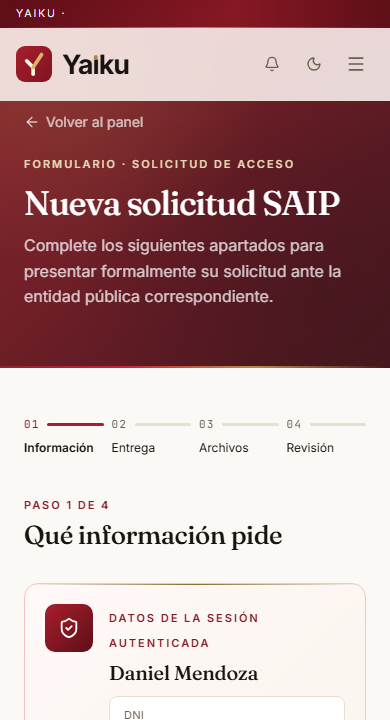 YAIKU ·
Yaiku
Volver al panel
FORMULARIO · SOLICITUD DE ACCESO
Nueva solicitud SAIP
Complete los siguientes apartados para
presentar formalmente su solicitud ante la
entidad pública correspondiente.
01 02 03 04
Información Entrega Archivos Revisión
PASO 1 DE 4
Qué información pide
DATOS DE LA SESIÓN
AUTENTICADA
Daniel Mendoza
DNI